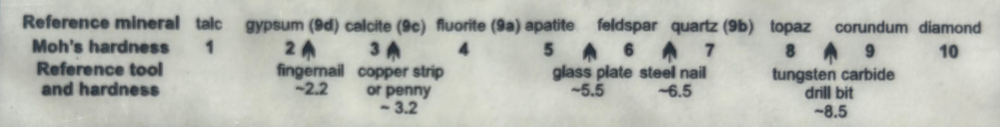 Reference mineral talc gypsum (9d) calcite (9c) fluorite (9a) apatite feldspar quartz (9b) topaz corundum diamond
Moh's hardness 1 2 3 4 5 6 7 8 9 10
Reference tool fingernail copper strip glass plate steel nail tungsten carbide
and hardness ~2.2 or penny ~5.5 ~6.5 drill bit
~ 3.2 ~8.5